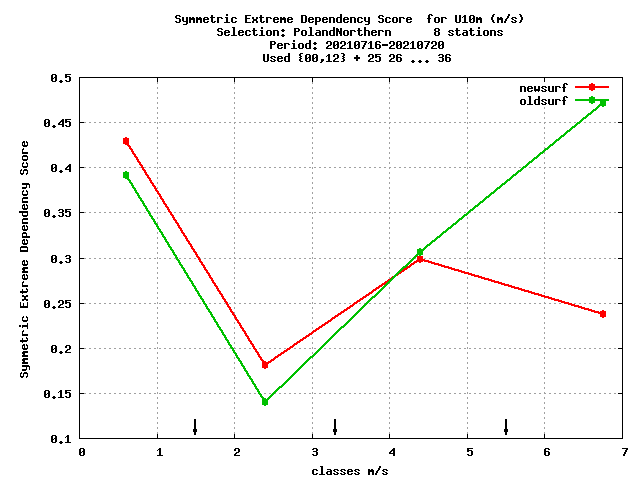 Symmetric Extreme Dependency Score  for U10m (m/s)
Selection: PolandNorthern      8 stations
Period: 20210716-20210720
Used {00,12} + 25 26 ... 36
newsurf
oldsurf
Symmetric Extreme Dependency Score
0.5
0.45
0.4
0.35
0.3
0.25
0.2
0.15
0.1
0 1 2 3 4 5 6 7
classes m/s